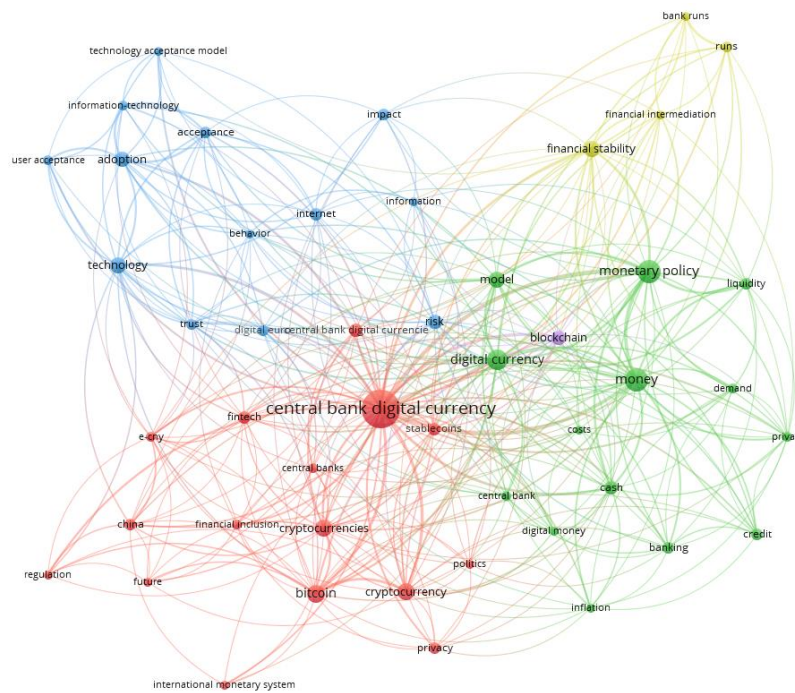 bank runs
runs
technology acceptance model
information-technology
impact
financial intermediation
acceptance
user acceptance
adoption
financial stability
internet
information
behavior
technology
model
monetary policy
liquidity
trust
digital euro
central bank digital currencie
risk
blockchain
digital currency
money
demand
central bank digital currency
fintech
stablecoins
costs
e-cny
priva
central banks
cash
central bank
china
financial inclusion
cryptocurrencies
digital money
credit
banking
politics
regulation
future
bitcoin
cryptocurrency
inflation
privacy
international monetary system